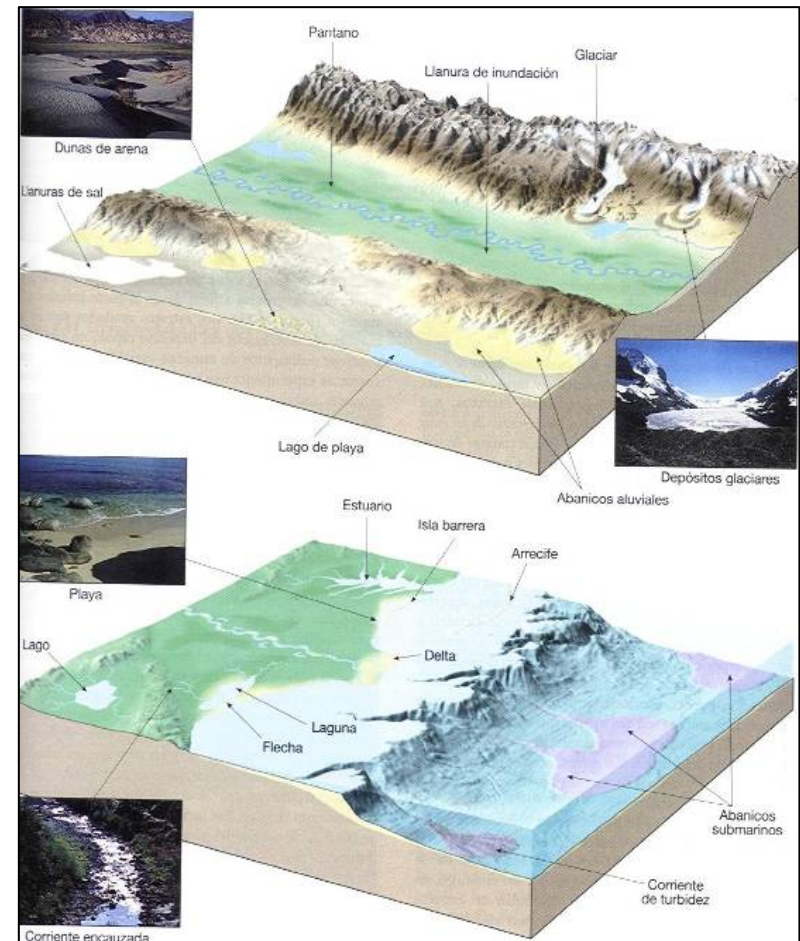 Pantano
Glaciar
Llanura de inundación
Dunas de arena
Llanuras de sal
Lago de playa
Depósitos glaciares
Abanicos aluviales
Estuario
Isla barrera
Arrecife
Playa
Lago
Delta
Laguna
Flecha
Abanicos
submarinos
Corriente
de turbidez
Corriente encauzada